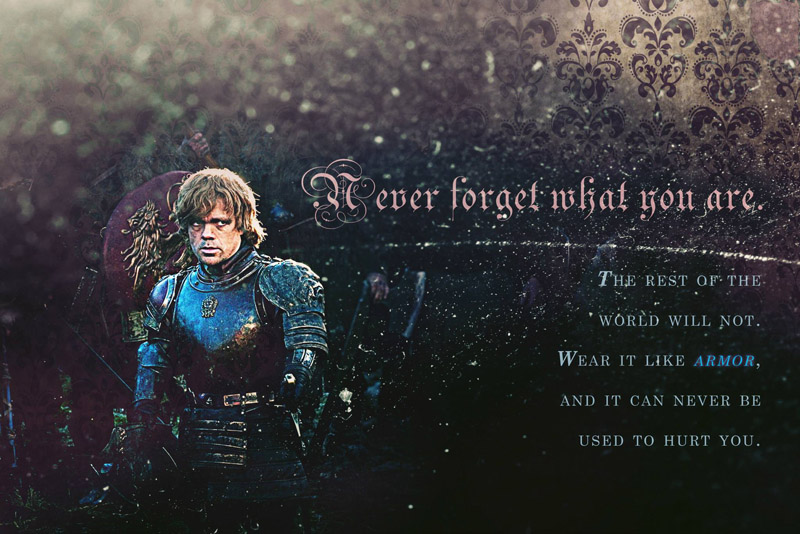 Never forget what you are.
The rest of the
world will not.
Wear it like armor,
and it can never be
used to hurt you.